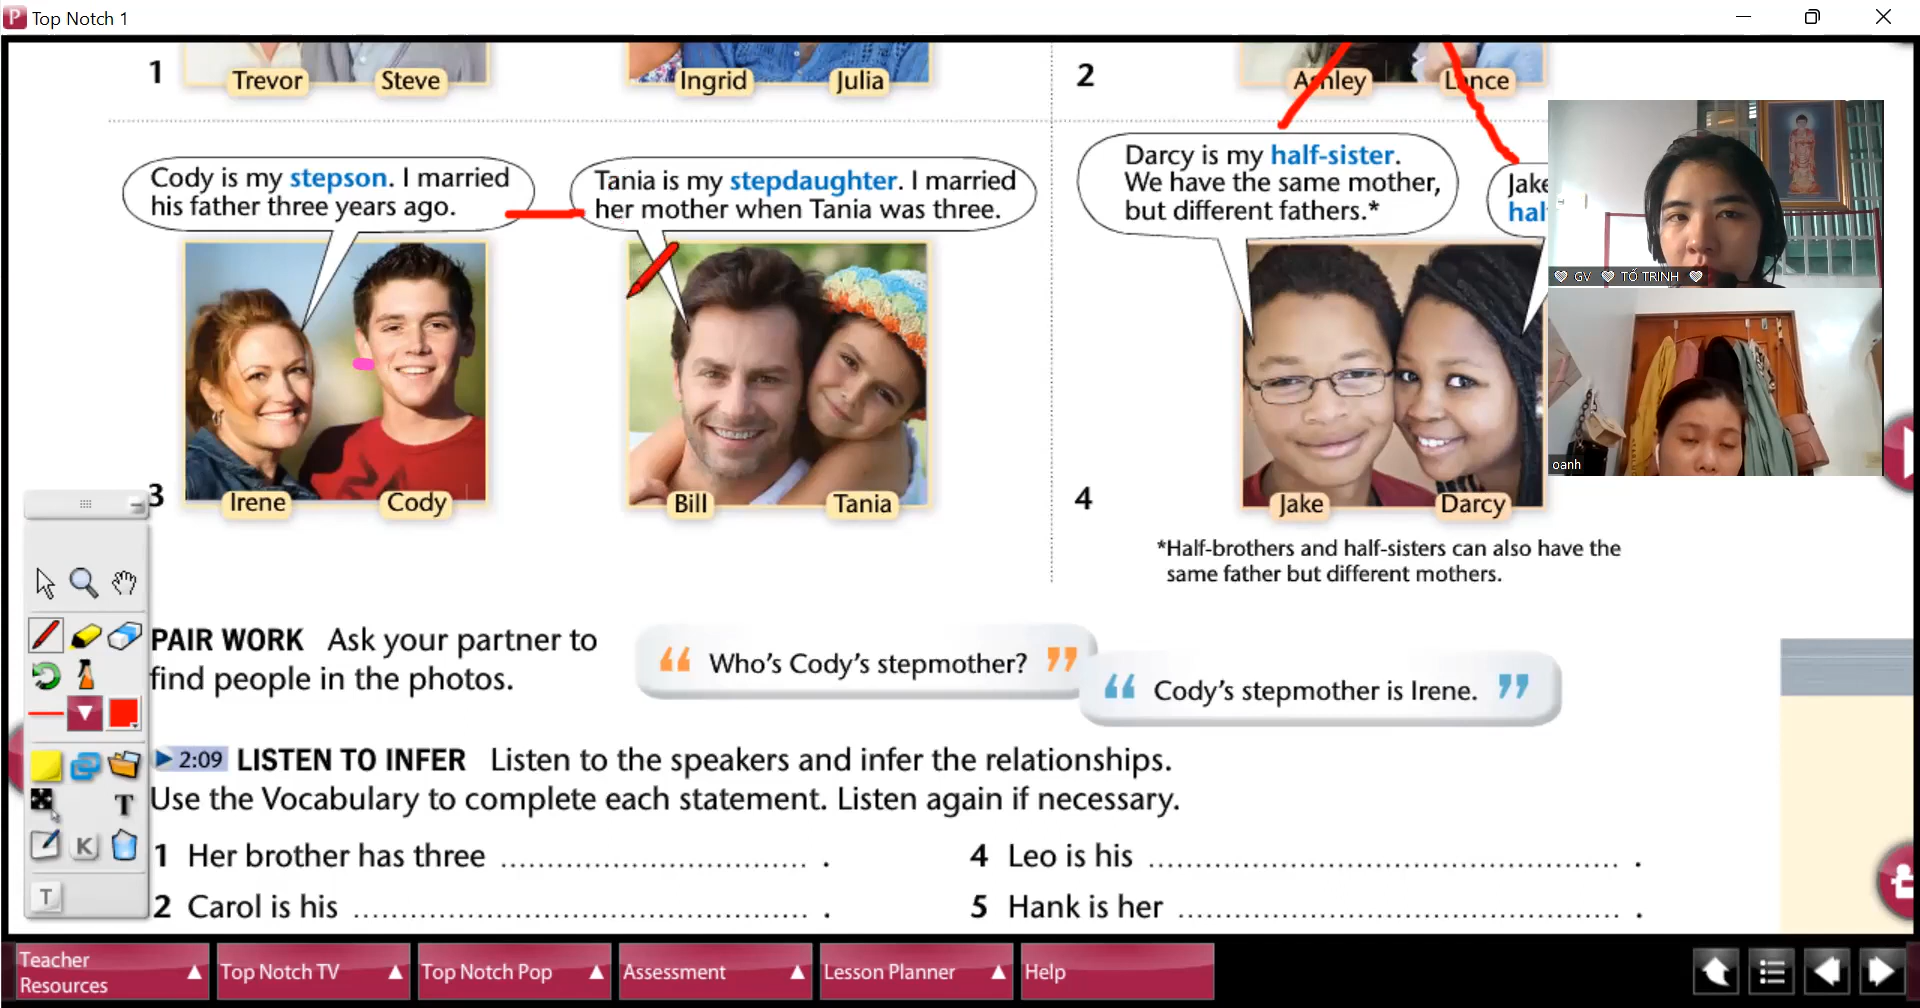 Top Notch 1
1
Trevor
Steve
Ingrid
Julia
2
Ashley
Lance
Cody is my stepson. I married
his father three years ago.
Tania is my stepdaughter. I married
her mother when Tania was three.
Darcy is my half-sister.
We have the same mother,
but different fathers.*
Jake
GV TỐ TRINH
oanh
3
Irene
Cody
Bill
Tania
4
Jake
Darcy
*Half-brothers and half-sisters can also have the
same father but different mothers.
PAIR WORK Ask your partner to
find people in the photos.
“ Who’s Cody’s stepmother? ”
“ Cody’s stepmother is Irene. ”
2:09 LISTEN TO INFER Listen to the speakers and infer the relationships.
Use the Vocabulary to complete each statement. Listen again if necessary.
1 Her brother has three .
2 Carol is his .
4 Leo is his .
5 Hank is her .
T
K
T
Teacher
Resources
Top Notch TV
Top Notch Pop
Assessment
Lesson Planner
Help